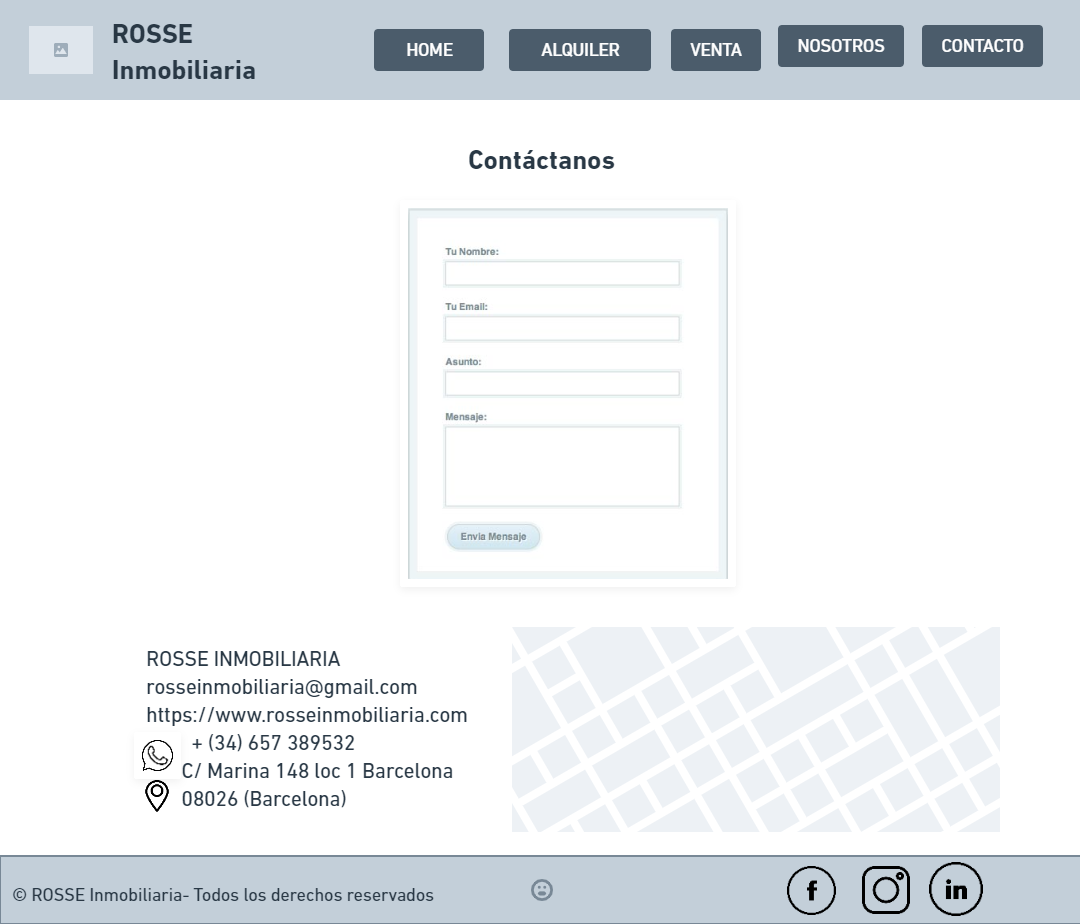 ROSSE
Inmobiliaria
HOME
ALQUILER
VENTA
NOSOTROS
CONTACTO
Contáctanos
Tu Nombre:
Tu Email:
Asunto:
Mensaje:
Envia Mensaje
ROSSE INMOBILIARIA
rosseinmobiliaria@gmail.com
https://www.rosseinmobiliaria.com
+ (34) 657 389532
C/ Marina 148 loc 1 Barcelona
08026 (Barcelona)
© ROSSE Inmobiliaria- Todos los derechos reservados
f
in